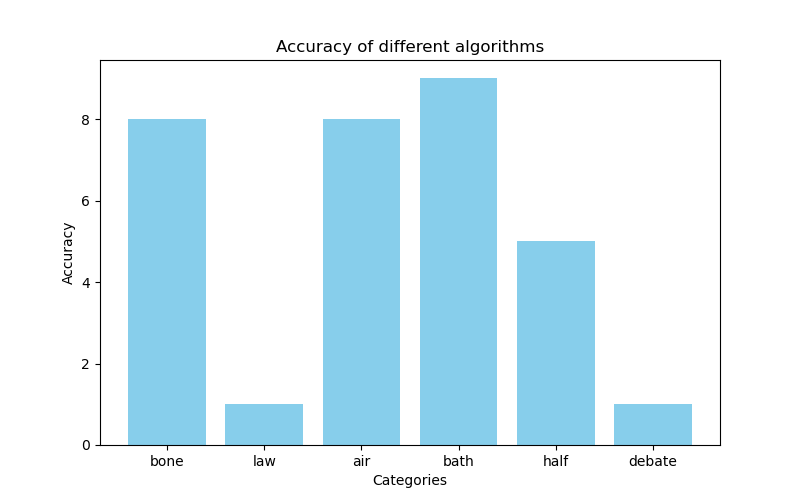 Accuracy of different algorithms
Accuracy
8
6
4
2
0
bone law air bath half debate
Categories